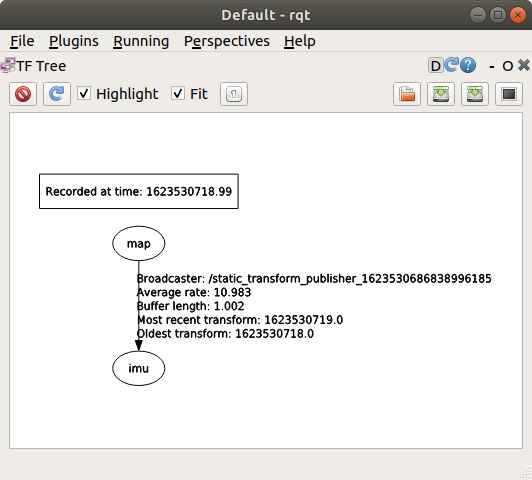 Default - rqt
File Plugins Running Perspectives Help
TF Tree D ? - O
Highlight Fit
Recorded at time: 1623530718.99
map
Broadcaster: /static_transform_publisher_1623530686838996185
Average rate: 10.983
Buffer length: 1.002
Most recent transform: 1623530719.0
Oldest transform: 1623530718.0
imu